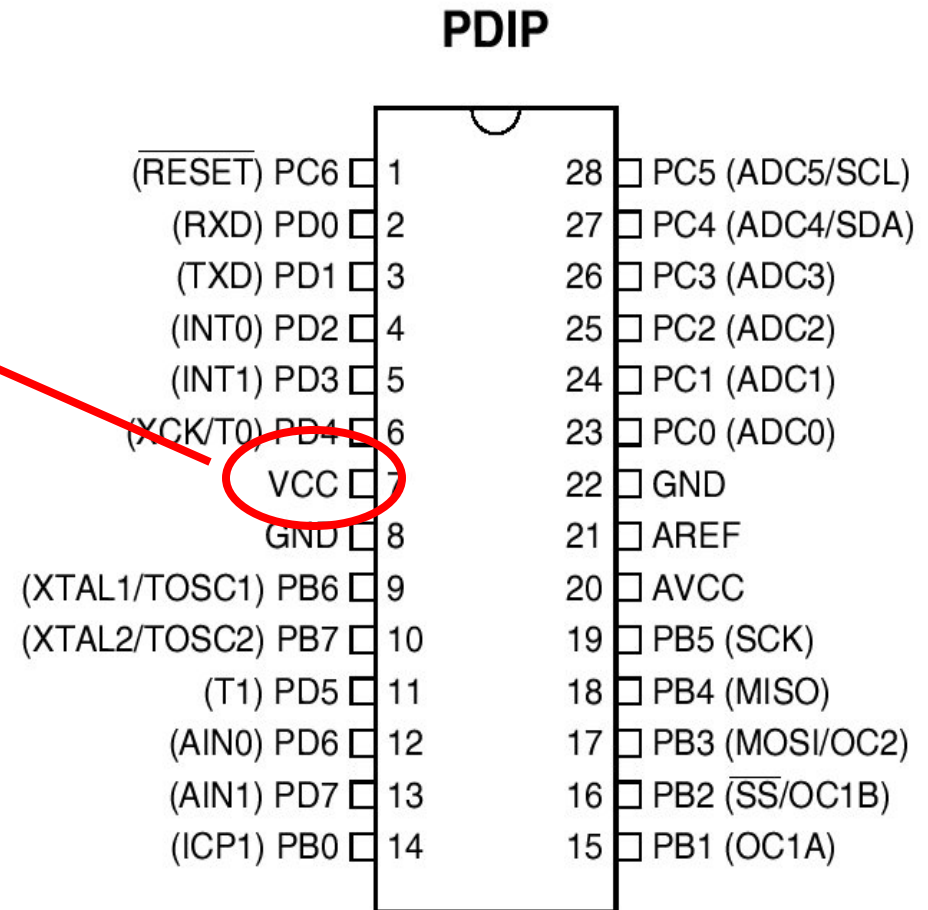 PDIP
(RESET) PC6 1 28 PC5 (ADC5/SCL)
(RXD) PD0 2 27 PC4 (ADC4/SDA)
(TXD) PD1 3 26 PC3 (ADC3)
(INT0) PD2 4 25 PC2 (ADC2)
(INT1) PD3 5 24 PC1 (ADC1)
(XCK/T0) PD4 6 23 PC0 (ADC0)
VCC 7 22 GND
GND 8 21 AREF
(XTAL1/TOSC1) PB6 9 20 AVCC
(XTAL2/TOSC2) PB7 10 19 PB5 (SCK)
(T1) PD5 11 18 PB4 (MISO)
(AIN0) PD6 12 17 PB3 (MOSI/OC2)
(AIN1) PD7 13 16 PB2 (SS/OC1B)
(ICP1) PB0 14 15 PB1 (OC1A)